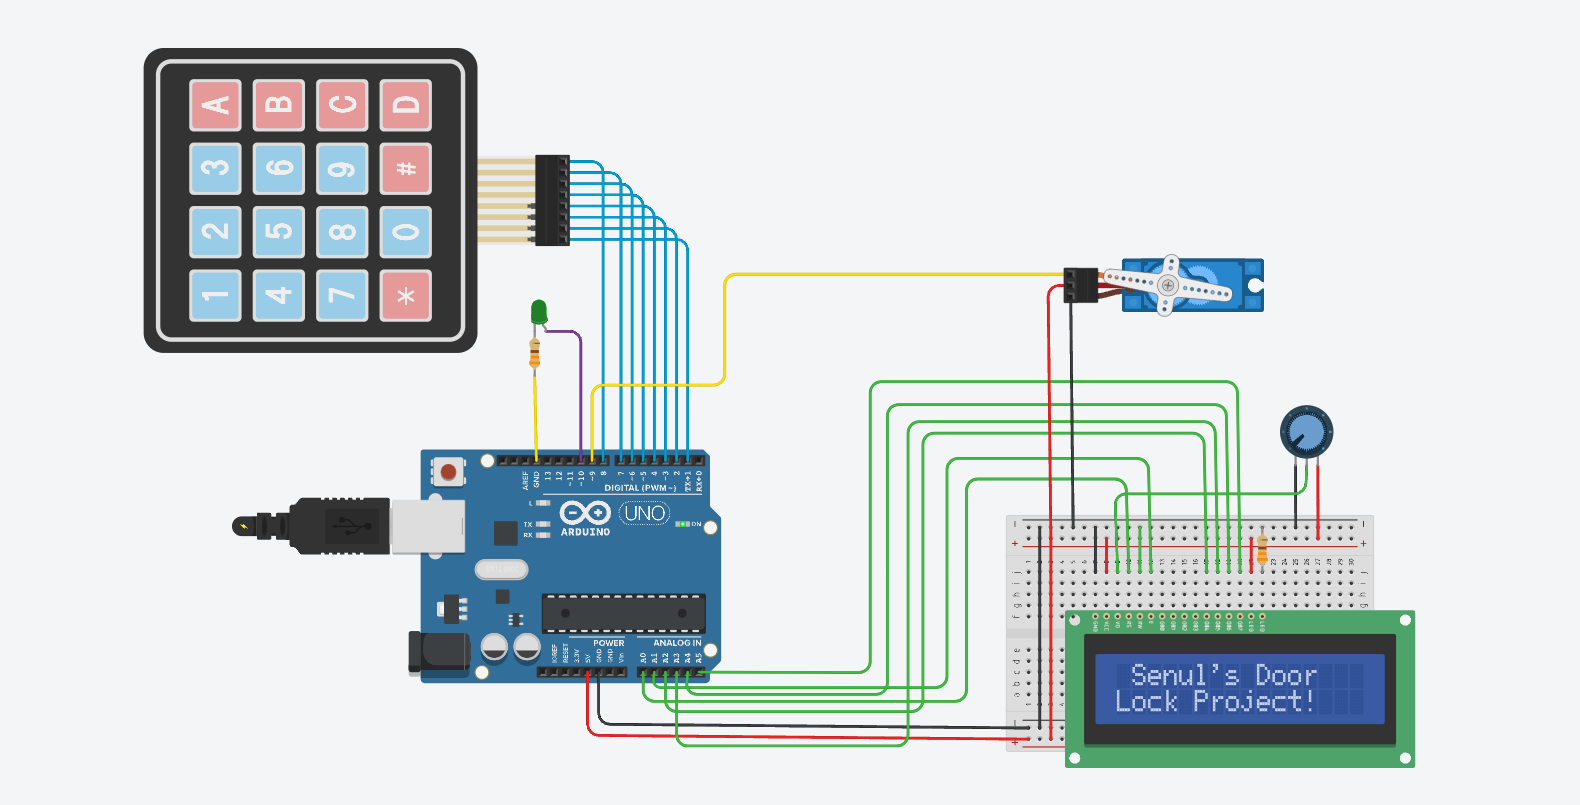 A B C D
3 6 9 #
2 5 8 0
1 4 7 *
AREF
GND
13
12
~11
~10
~9
8
7
~6
~5
4
~3
2
TX→1
RX←0
DIGITAL (PWM~)
L
TX
RX
ARDUINO
UNO
ON
POWER
ANALOG IN
IOREF
RESET
3.3V
5V
GND
GND
Vin
A0
A1
A2
A3
A4
A5
Senul's Door
Lock Project!